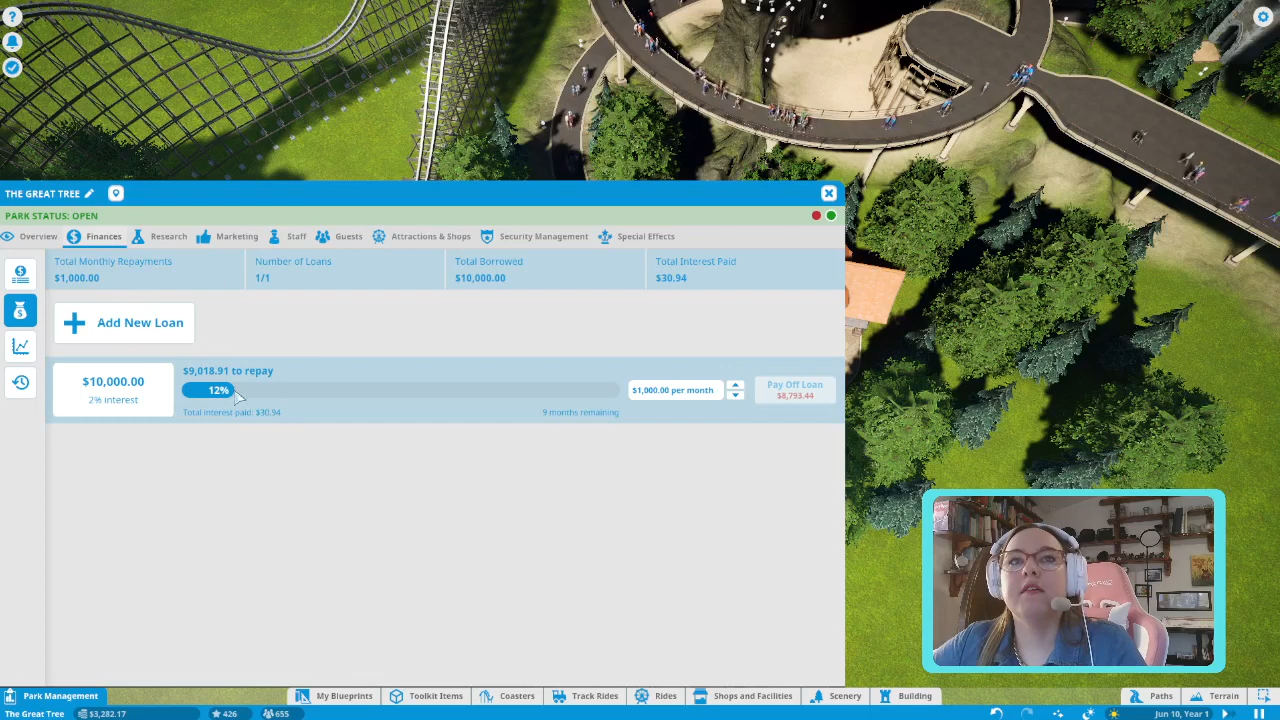 THE GREAT TREE
PARK STATUS: OPEN
Overview
Finances
Research
Marketing
Staff
Guests
Attractions & Shops
Security Management
Special Effects
Total Monthly Repayments
$1,000.00
Number of Loans
1/1
Total Borrowed
$10,000.00
Total Interest Paid
$30.94
Add New Loan
$10,000.00
2% interest
$9,018.91 to repay
12%
Total interest paid: $30.94
9 months remaining
$1,000.00 per month
Pay Off Loan
$8,793.44
Park Management
My Blueprints
Toolkit Items
Coasters
Track Rides
Rides
Shops and Facilities
Scenery
Building
Paths
Terrain
The Great Tree
$3,282.17
426
655
Jun 10, Year 1